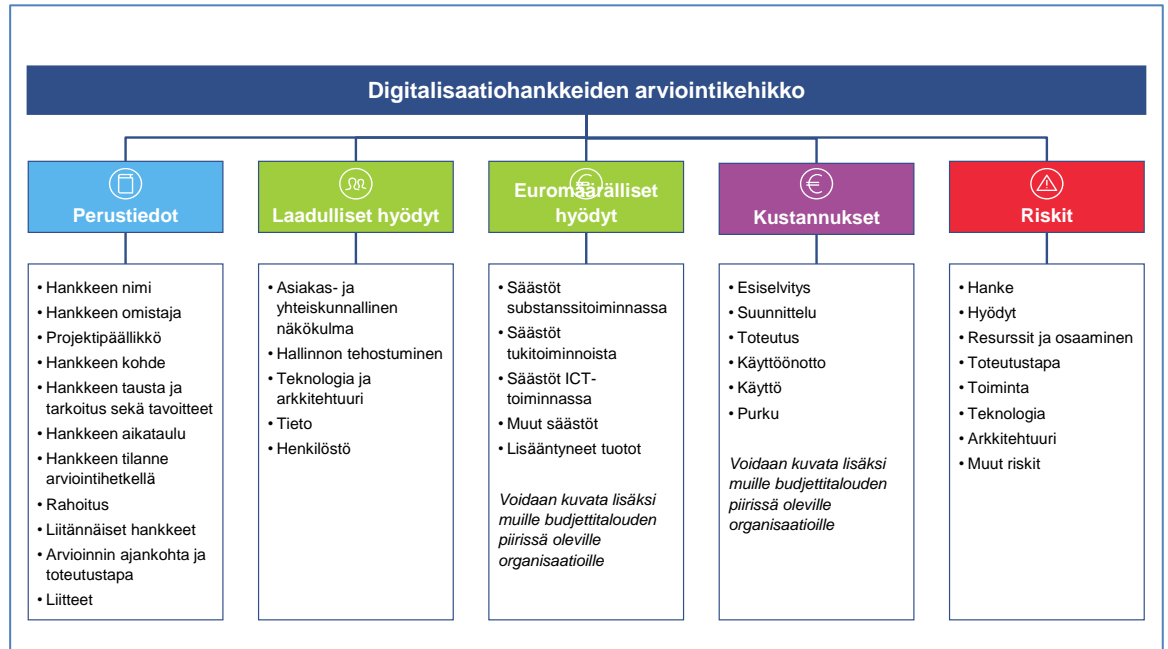 Digitalisaatiohankkeiden arviointikehikko
Perustiedot
• Hankkeen nimi
• Hankkeen omistaja
• Projektipäällikkö
• Hankkeen kohde
• Hankkeen tausta ja
tarkoitus sekä tavoitteet
• Hankkeen aikataulu
• Hankkeen tilanne
arviointihetkellä
• Rahoitus
• Liitännäiset hankkeet
• Arvioinnin ajankohta ja
toteutustapa
• Liitteet
Laadulliset hyödyt
• Asiakas- ja
yhteiskunnallinen
näkökulma
• Hallinnon tehostuminen
• Teknologia ja
arkkitehtuuri
• Tieto
• Henkilöstö
Euromäärälliset
hyödyt
• Säästöt
substanssitoiminnassa
• Säästöt
tukitoiminnoista
• Säästöt ICT-
toiminnassa
• Muut säästöt
• Lisääntyneet tuotot
Voidaan kuvata lisäksi
muille budjettitalouden
piirissä oleville
organisaatioille
Kustannukset
• Esiselvitys
• Suunnittelu
• Toteutus
• Käyttöönotto
• Käyttö
• Purku
Voidaan kuvata lisäksi
muille budjettitalouden
piirissä oleville
organisaatioille
Riskit
• Hanke
• Hyödyt
• Resurssit ja osaaminen
• Toteutustapa
• Toiminta
• Teknologia
• Arkkitehtuuri
• Muut riskit